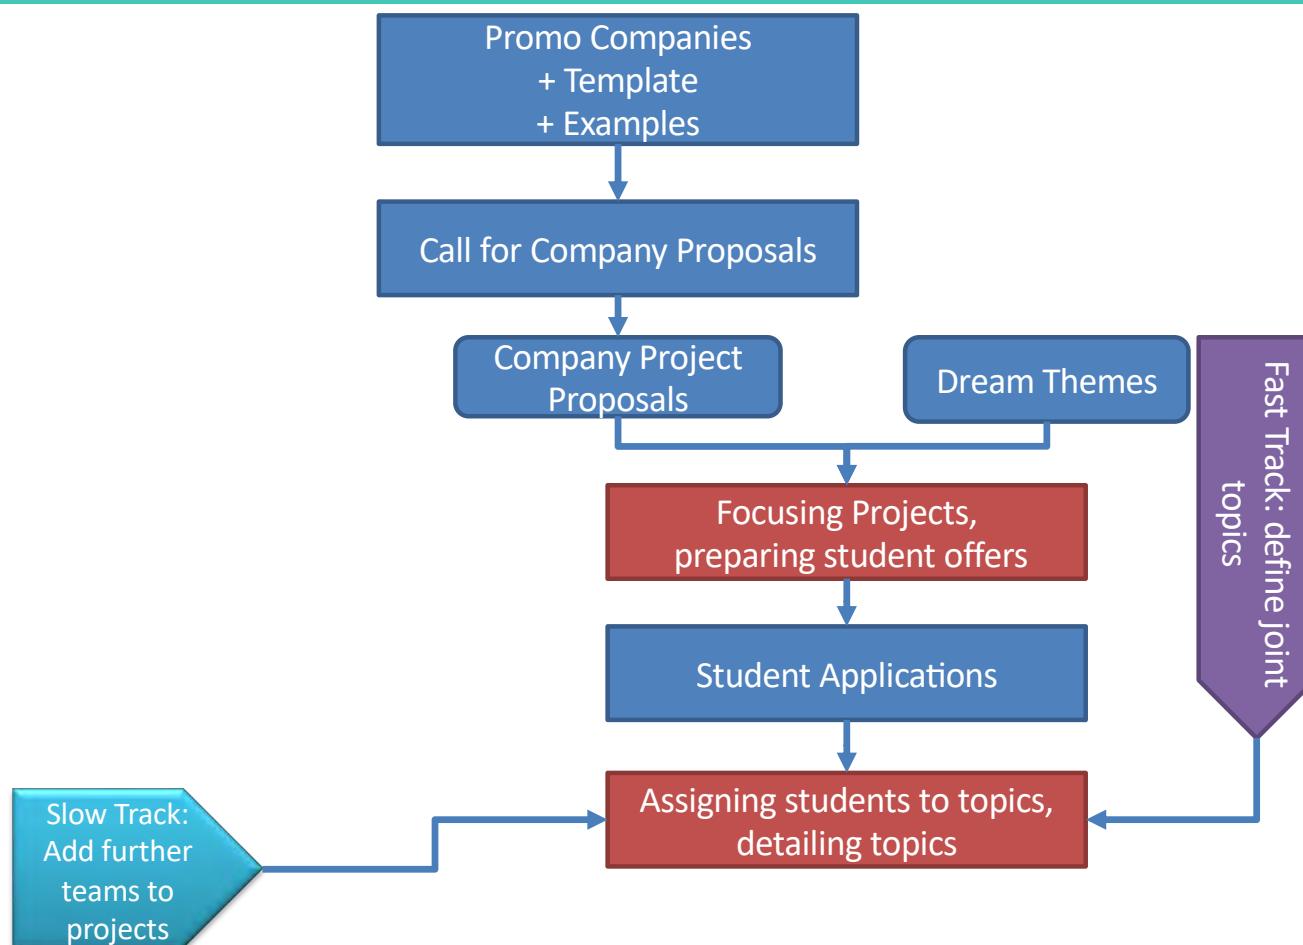 Promo Companies
+ Template
+ Examples
Call for Company Proposals
Company Project
Proposals
Dream Themes
Fast Track: define joint
topics
Focusing Projects,
preparing student offers
Student Applications
Assigning students to topics,
detailing topics
Slow Track:
Add further
teams to
projects